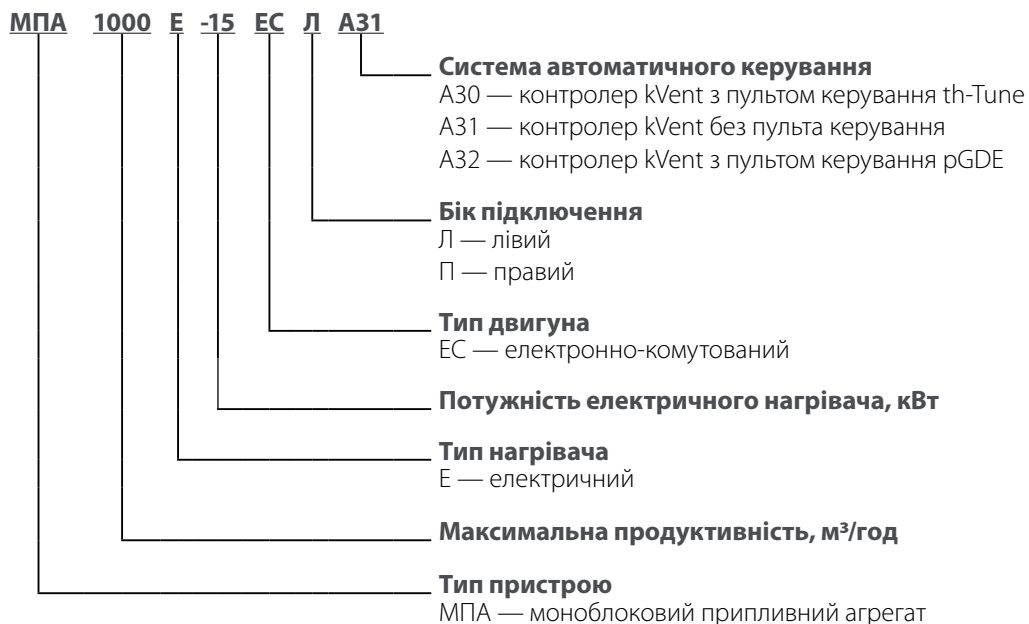 МПА 1000 Е -15 ЕС Л А31
Система автоматичного керування
А30 — контролер kVent з пультом керування th-Tune
А31 — контролер kVent без пульта керування
А32 — контролер kVent з пультом керування pGDE
Бік підключення
Л — лівий
П — правий
Тип двигуна
ЕС — електронно-комутований
Потужність електричного нагрівача, кВт
Тип нагрівача
Е — електричний
Максимальна продуктивність, м³/год
Тип пристрою
МПА — моноблоковий припливний агрегат